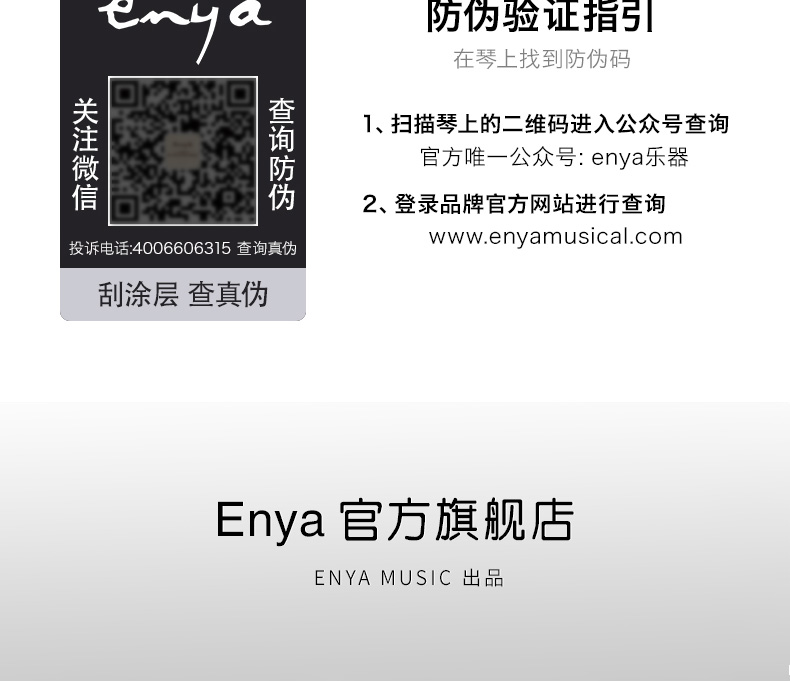 enya
关注微信
查询防伪
投诉电话:4006606315 查询真伪
刮涂层 查真伪
防伪验证指引
在琴上找到防伪码
1、扫描琴上的二维码进入公众号查询
官方唯一公众号: enya乐器
2、登录品牌官方网站进行查询
www.enyamusical.com
Enya 官方旗舰店
ENYA MUSIC 出品